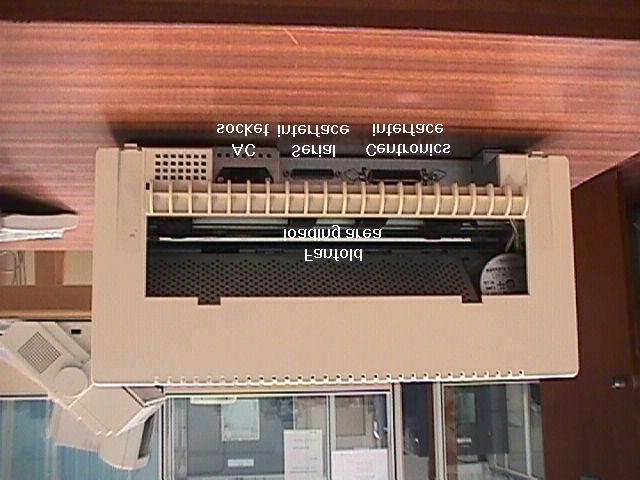 Fanfold
loading area
AC
socket
Serial
interface
Centronics
interface